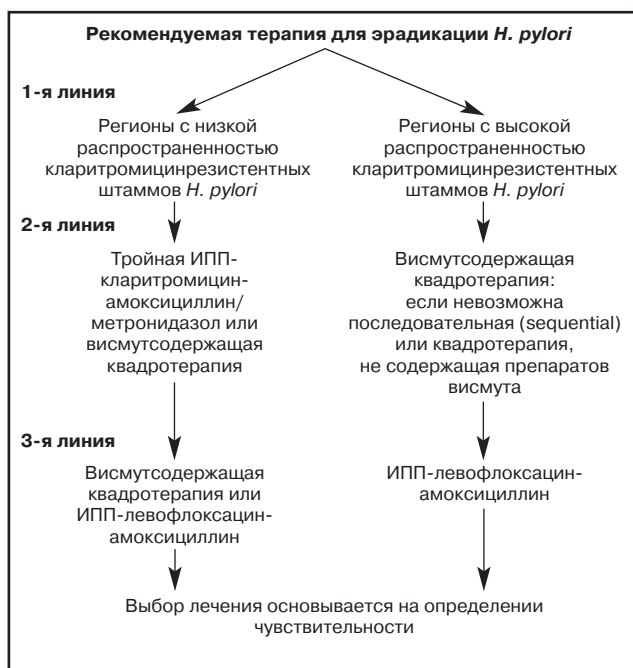 Рекомендуемая терапия для эрадикации H. pylori
1-я линия
Регионы с низкой
распространенностью
кларитромицинрезистентных
штаммов H. pylori
Регионы с высокой
распространенностью
кларитромицинрезистентных
штаммов H. pylori
2-я линия
Тройная ИПП-
кларитромицин-
амоксициллин/
метронидазол или
висмутсодержащая
квадротерапия
Висмутсодержащая
квадротерапия:
если невозможна
последовательная (sequential)
или квадротерапия,
не содержащая препаратов
висмута
3-я линия
Висмутсодержащая
квадротерапия или
ИПП-левофлоксацин-
амоксициллин
ИПП-левофлоксацин-
амоксициллин
Выбор лечения основывается на определении
чувствительности